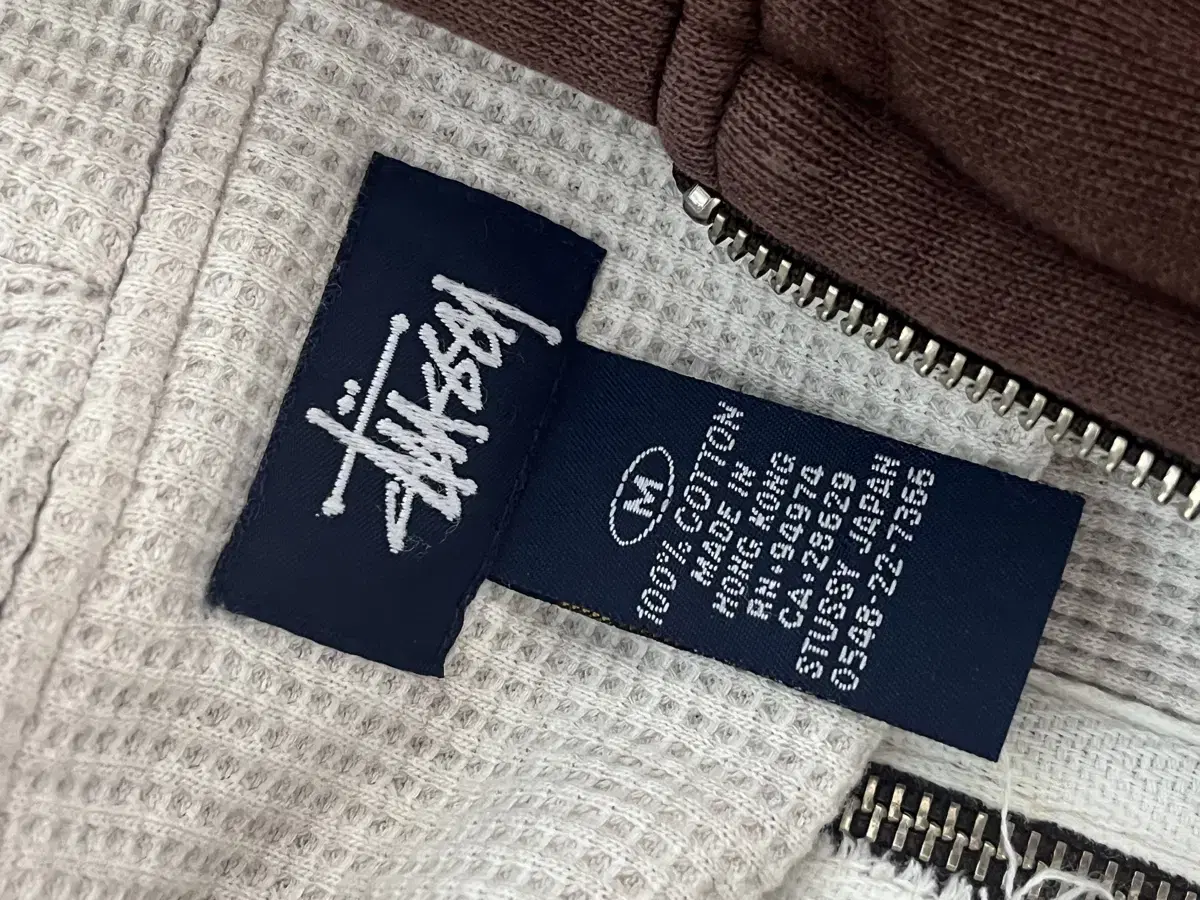 STÜSSY
M
100% COTTON
MADE IN
HONG KONG
RN·94974
CA·28629
STUSSY JAPAN
0548-22-7366